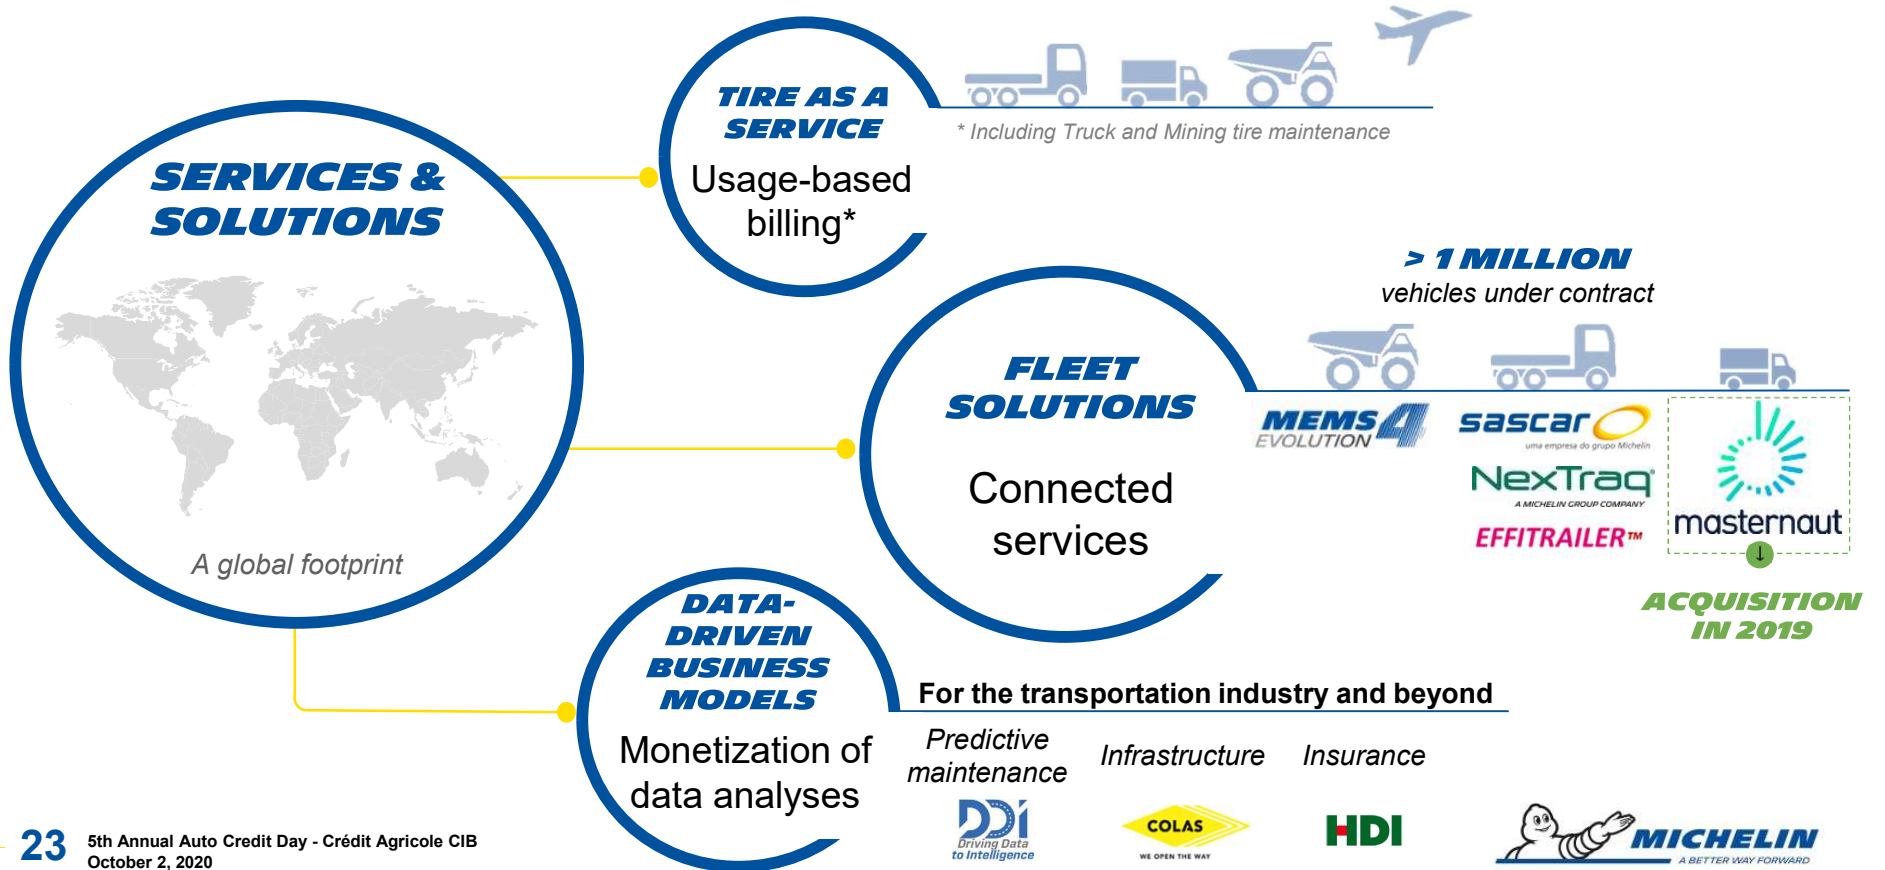 SERVICES &
SOLUTIONS
A global footprint
TIRE AS A
SERVICE
Usage-based
billing*
* Including Truck and Mining tire maintenance
> 1 MILLION
vehicles under contract
FLEET
SOLUTIONS
Connected
services
MEMS4
EVOLUTION
sascar
uma empresa do grupo Michelin
NexTraq
A MICHELIN GROUP COMPANY
EFFITRAILER™
masternaut
↓
ACQUISITION
IN 2019
DATA-
DRIVEN
BUSINESS
MODELS
Monetization of
data analyses
For the transportation industry and beyond
Predictive
maintenance
Infrastructure
Insurance
DDI
Driving Data
to Intelligence
COLAS
WE OPEN THE WAY
HDI
23
5th Annual Auto Credit Day - Crédit Agricole CIB
October 2, 2020
MICHELIN
A BETTER WAY FORWARD